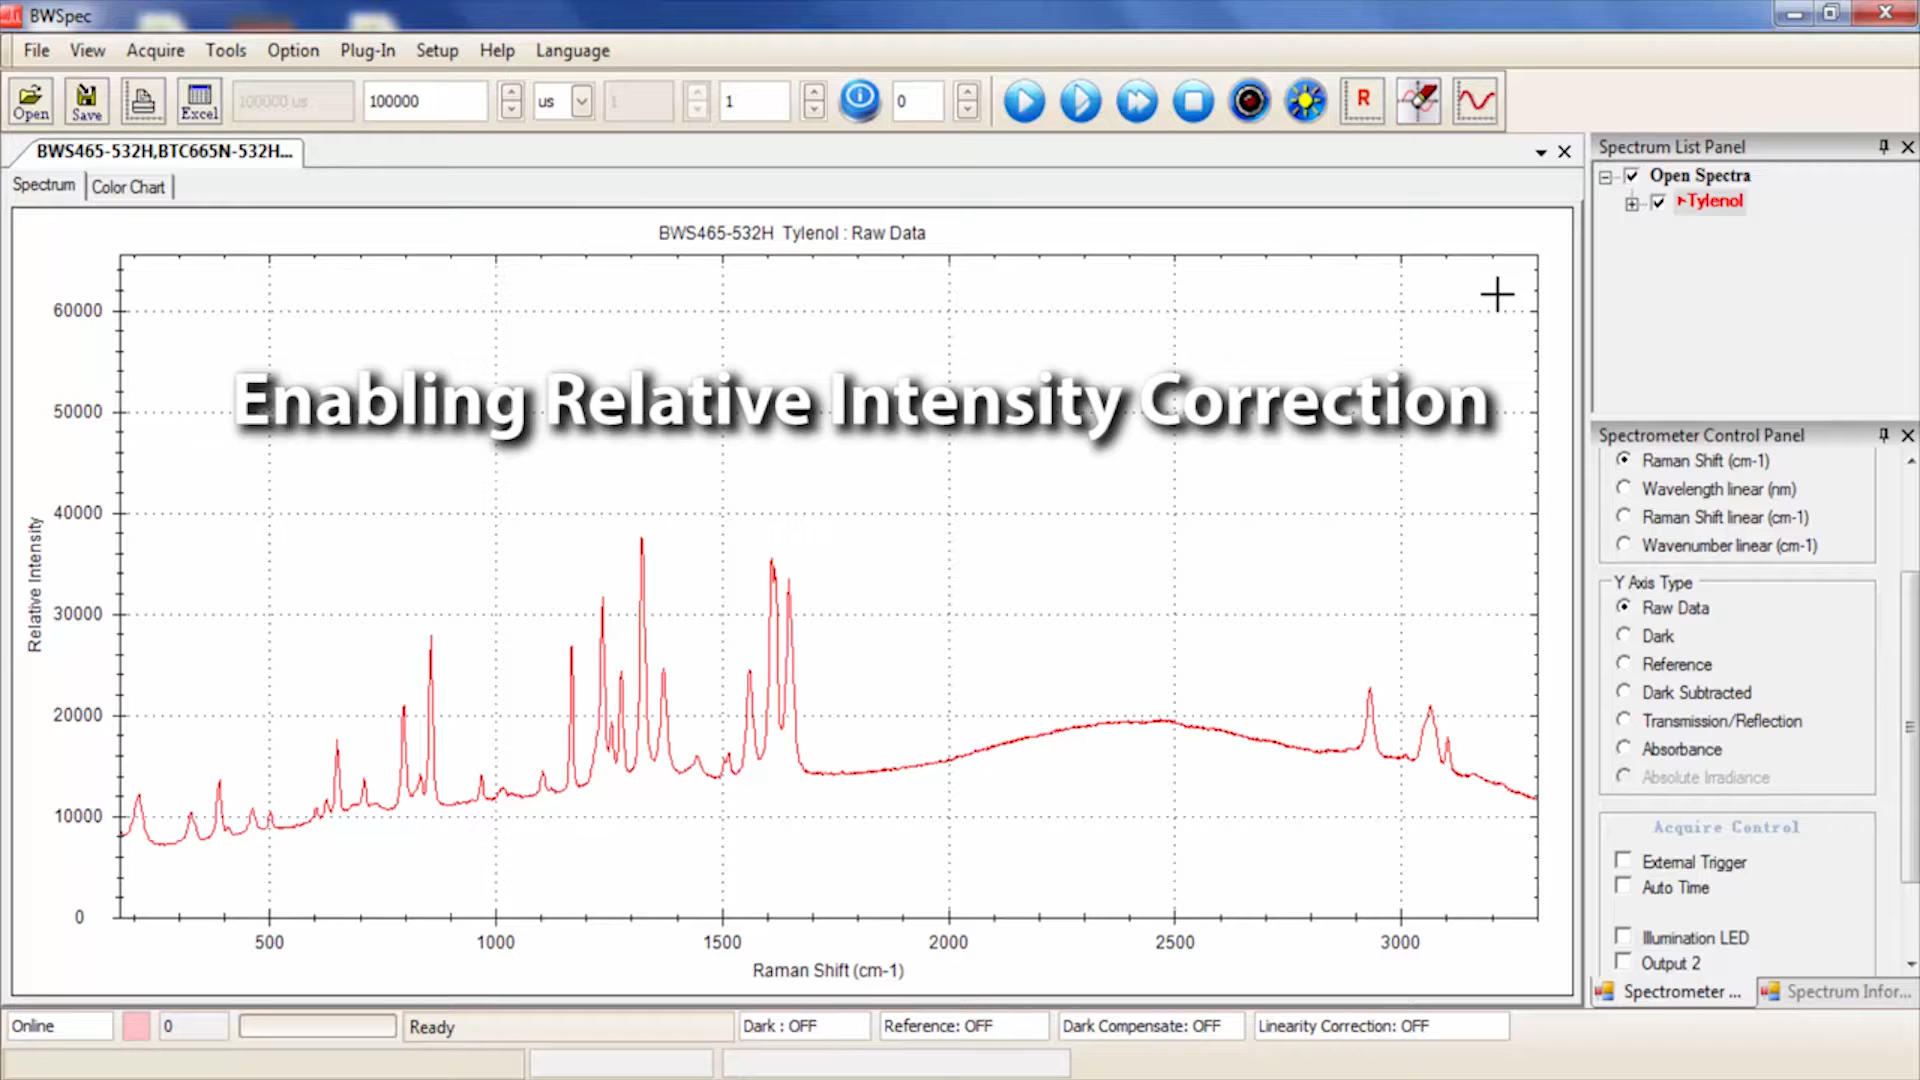 BWSpec
File View Acquire Tools Option Plug-In Setup Help Language
Open Save Excel 100000 us 100000 us 1 1 0 R
BWS465-532H,BTC665N-532H...
Spectrum Color Chart
BWS465-532H Tylenol : Raw Data
Enabling Relative Intensity Correction
60000
50000
40000
30000
20000
10000
0
Relative Intensity
500 1000 1500 2000 2500 3000
Raman Shift (cm-1)
Spectrum List Panel
Open Spectra
Tylenol
Spectrometer Control Panel
Raman Shift (cm-1)
Wavelength linear (nm)
Raman Shift linear (cm-1)
Wavenumber linear (cm-1)
Y Axis Type
Raw Data
Dark
Reference
Dark Subtracted
Transmission/Reflection
Absorbance
Absolute Irradiance
Acquire Control
External Trigger
Auto Time
Illumination LED
Output 2
Spectrometer ... Spectrum Infor...
Online 0 Ready Dark : OFF Reference: OFF Dark Compensate: OFF Linearity Correction: OFF